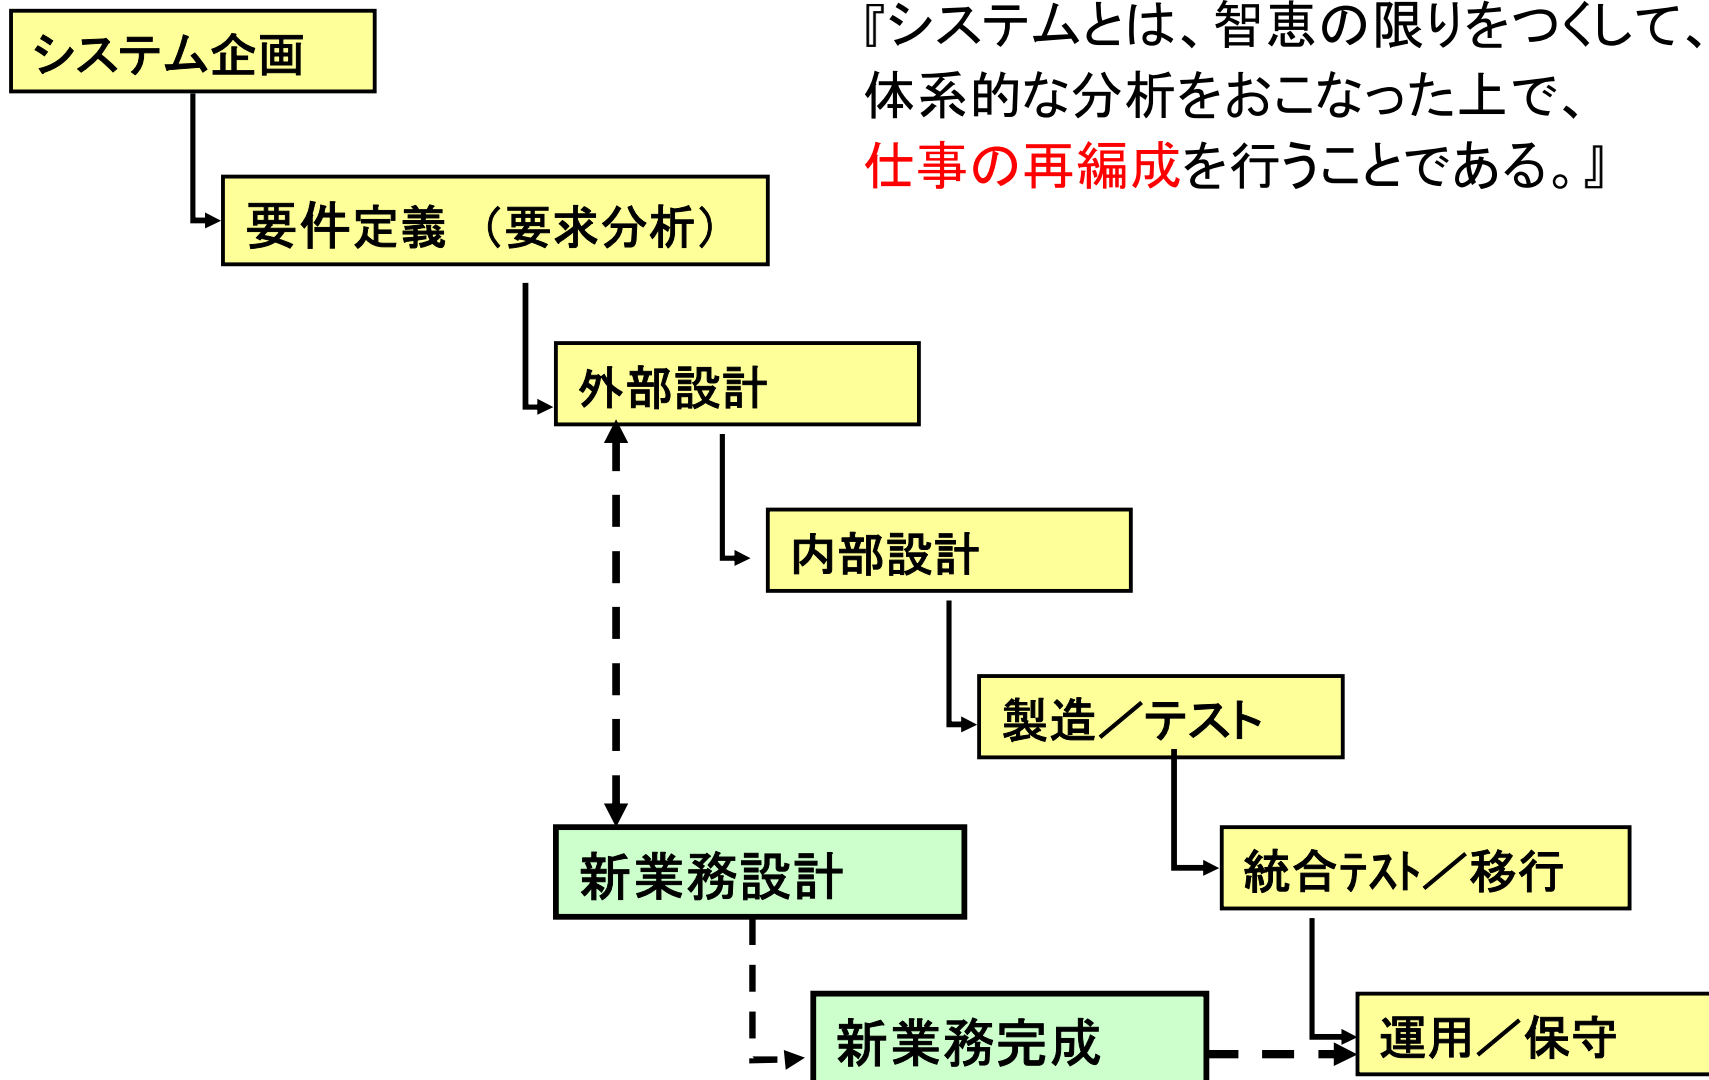 システム企画
『システムとは、智恵の限りをつくして、
体系的な分析をおこなった上で、
仕事の再編成を行うことである。』
要件定義 （要求分析）
外部設計
内部設計
製造／テスト
新業務設計
統合ﾃｽﾄ／移行
新業務完成
運用／保守